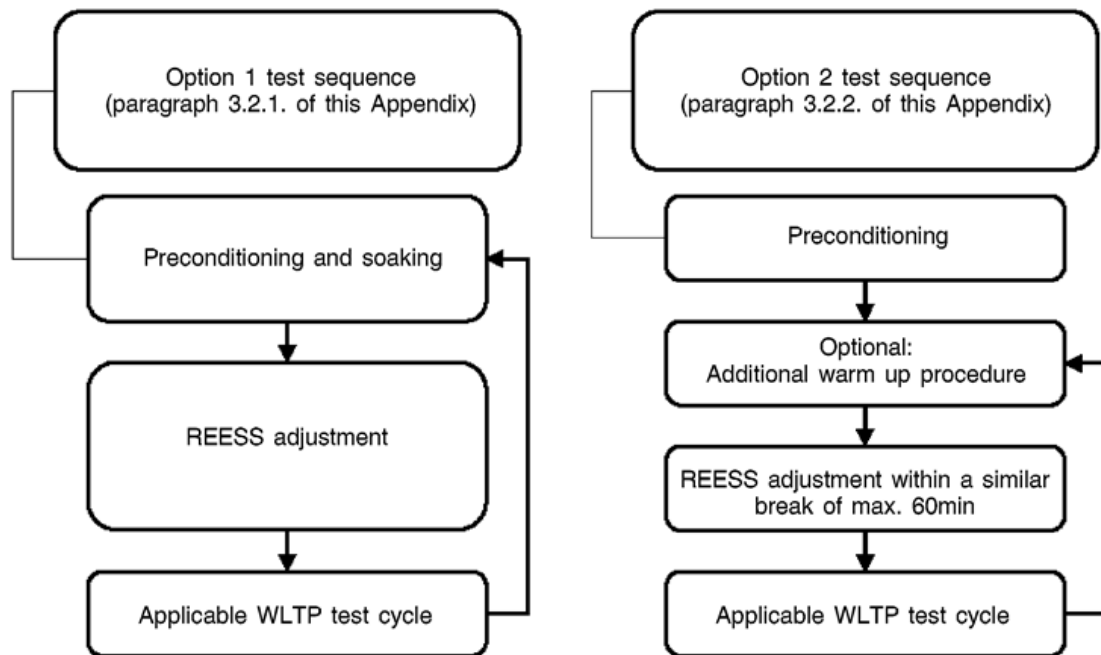 Option 1 test sequence
(paragraph 3.2.1. of this Appendix)
Preconditioning and soaking
REESS adjustment
Applicable WLTP test cycle
Option 2 test sequence
(paragraph 3.2.2. of this Appendix)
Preconditioning
Optional:
Additional warm up procedure
REESS adjustment within a similar
break of max. 60min
Applicable WLTP test cycle